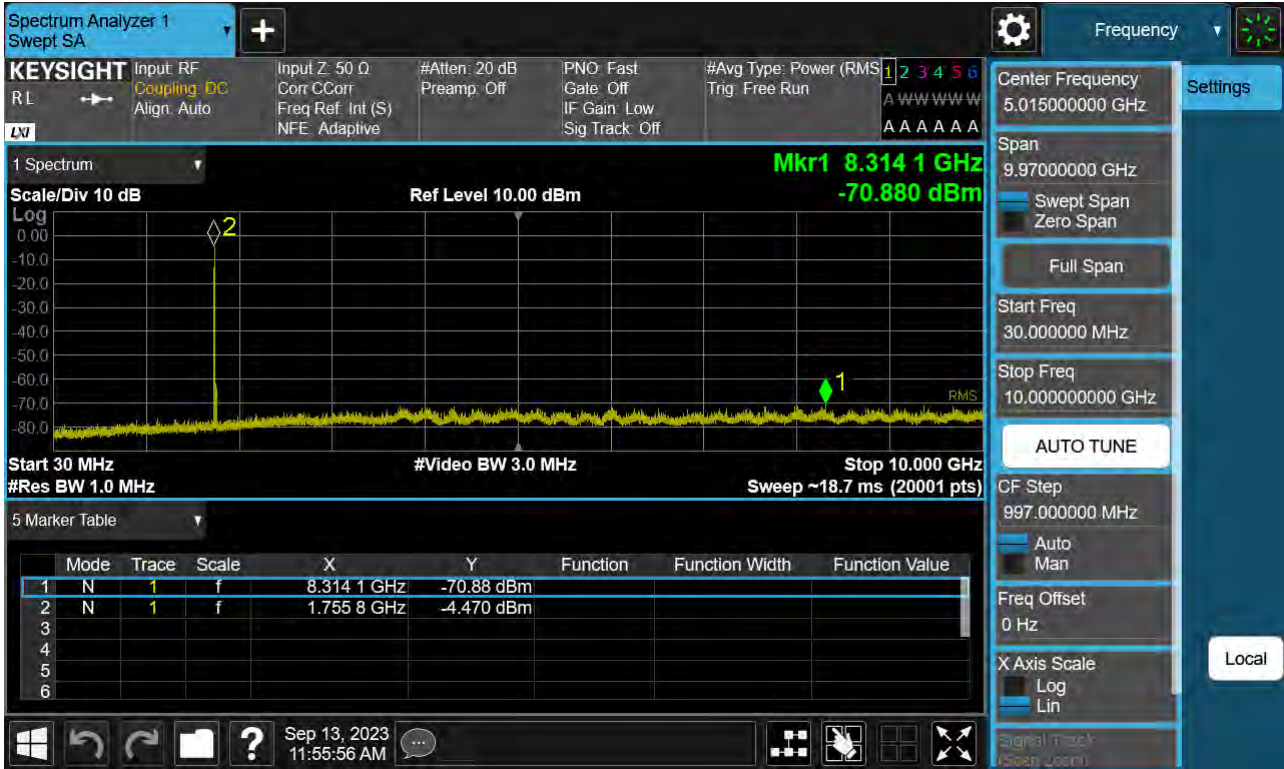 Spectrum Analyzer 1
Swept SA
+
Frequency
KEYSIGHT
RL
LXI
Input: RF
Coupling: DC
Align: Auto
Input Z: 50 Ω
Corr CCorr
Freq Ref: Int (S)
NFE: Adaptive
#Atten: 20 dB
Preamp: Off
PNO: Fast
Gate: Off
IF Gain: Low
Sig Track: Off
#Avg Type: Power (RMS
Trig: Free Run
1 2 3 4 5 6
A W W W W W
A A A A A A
1 Spectrum
Mkr1 8.314 1 GHz
-70.880 dBm
Scale/Div 10 dB
Ref Level 10.00 dBm
Log
0.00
-10.0
-20.0
-30.0
-40.0
-50.0
-60.0
-70.0
-80.0
2
1
RMS
Start 30 MHz
#Video BW 3.0 MHz
Stop 10.000 GHz
#Res BW 1.0 MHz
Sweep ~18.7 ms (20001 pts)
5 Marker Table
Mode Trace Scale X Y Function Function Width Function Value
1 N 1 f 8.314 1 GHz -70.88 dBm
2 N 1 f 1.755 8 GHz -4.470 dBm
3
4
5
6
Center Frequency
5.015000000 GHz
Span
9.97000000 GHz
Swept Span
Zero Span
Full Span
Start Freq
30.000000 MHz
Stop Freq
10.000000000 GHz
AUTO TUNE
CF Step
997.000000 MHz
Auto
Man
Freq Offset
0 Hz
X Axis Scale
Log
Lin
Signal Track
(Span Zoom)
Settings
Local
?
Sep 13, 2023
11:55:56 AM